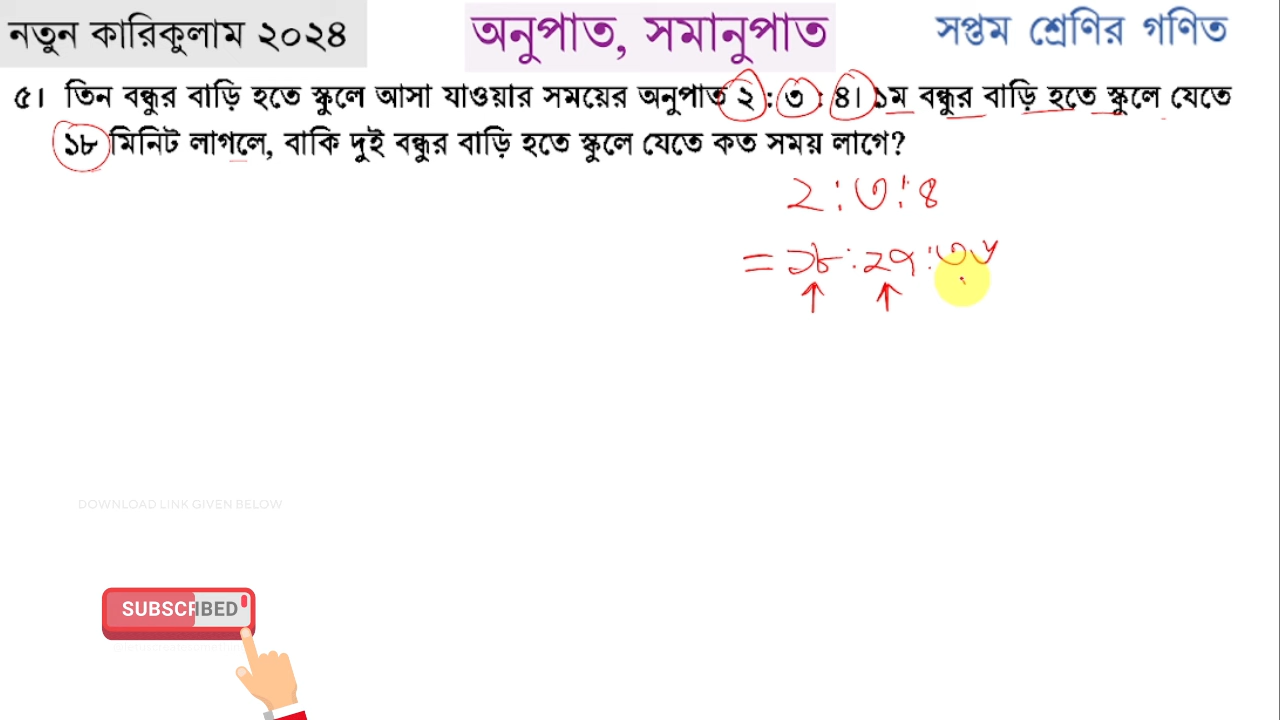 নতুন কারিকুলাম ২০২৪
অনুপাত, সমানুপাত
সপ্তম শ্রেণির গণিত
৫। তিন বন্ধুর বাড়ি হতে স্কুলে আসা যাওয়ার সময়ের অনুপাত ২ : ৩ : ৪। ১ম বন্ধুর বাড়ি হতে স্কুলে যেতে
১৮ মিনিট লাগলে, বাকি দুই বন্ধুর বাড়ি হতে স্কুলে যেতে কত সময় লাগে?
২ : ৩ : ৪
= ১৮ : ২৭ : ৩৬
DOWNLOAD LINK GIVEN BELOW
SUBSCRIBED